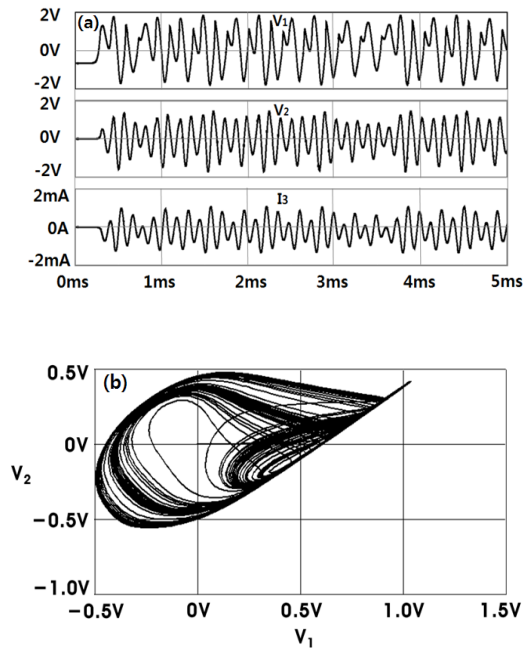 (a)
2V
0V
-2V
V1
2V
0V
-2V
V2
2mA
0A
-2mA
I3
0ms 1ms 2ms 3ms 4ms 5ms
(b)
0.5V
0V
−0.5V
−1.0V
V2
−0.5V 0V 0.5V 1.0V 1.5V
V1